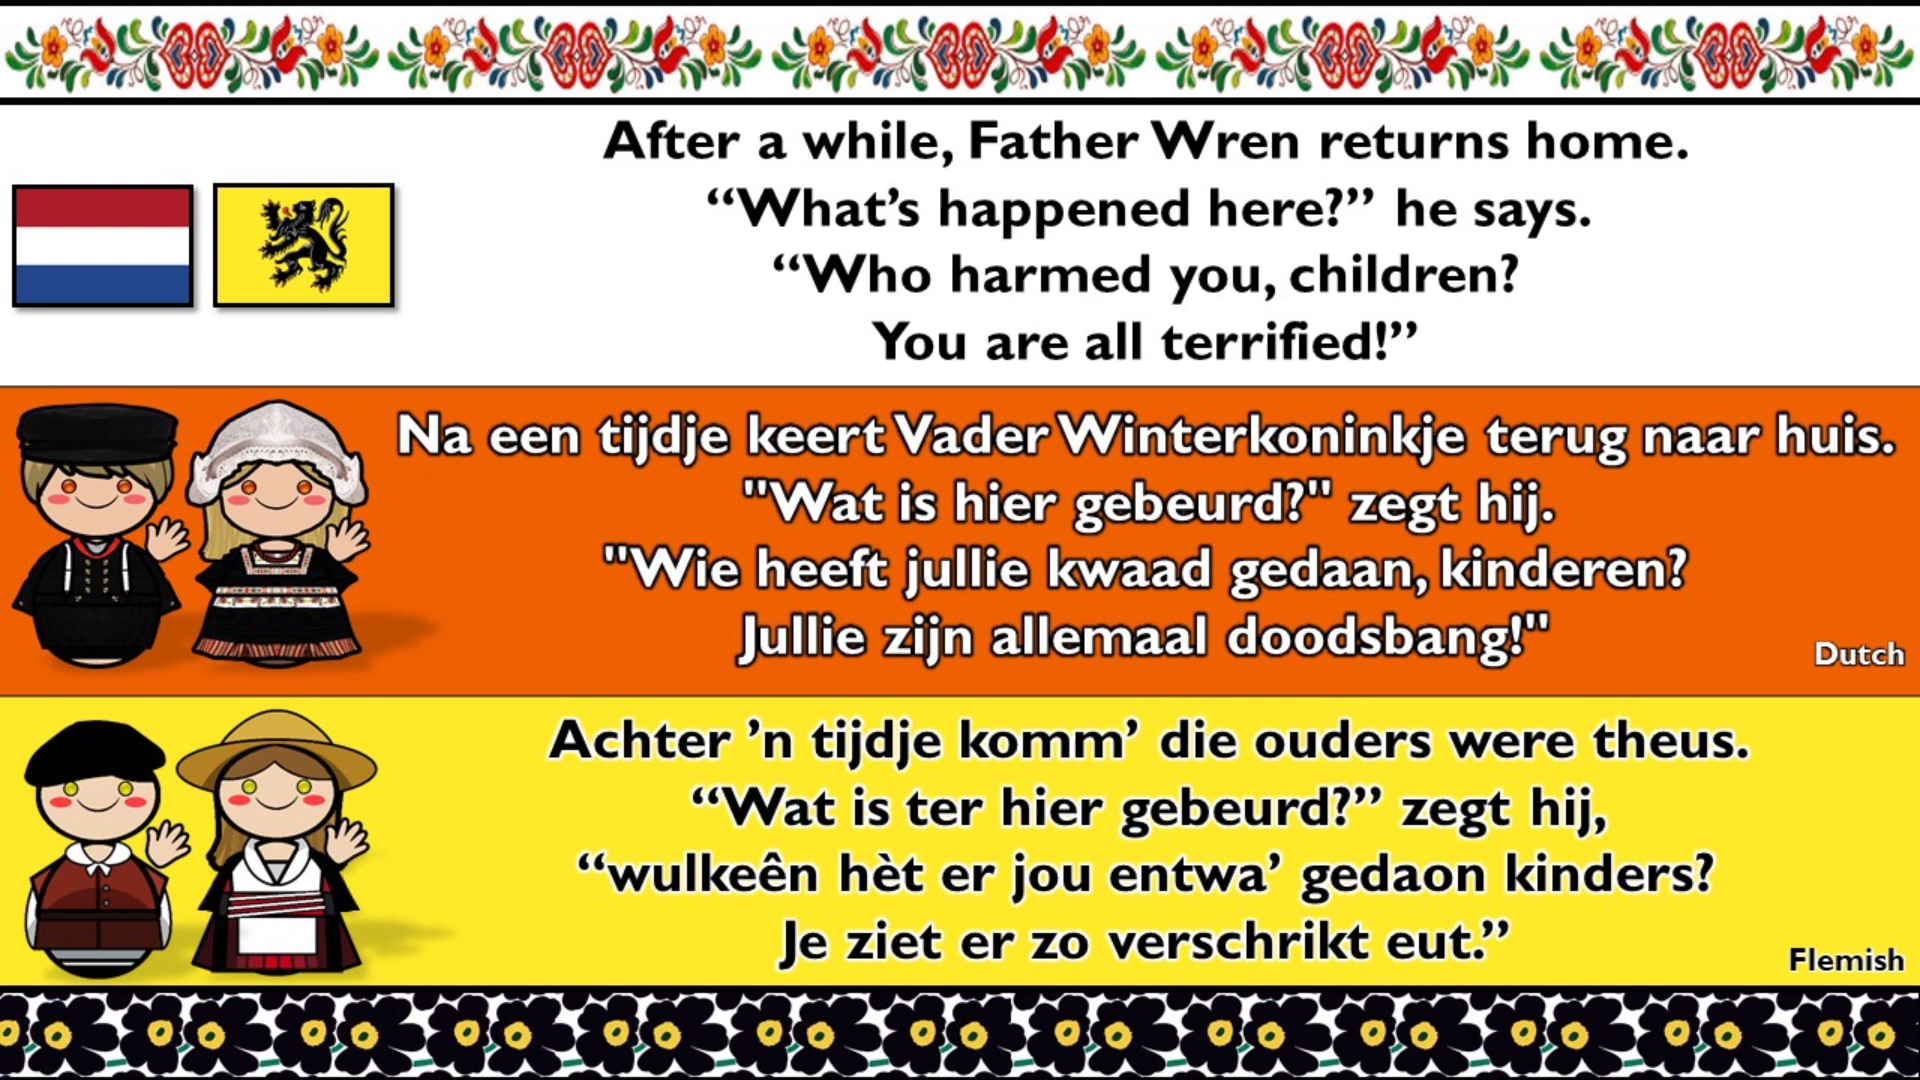 After a while, Father Wren returns home.
“What’s happened here?” he says.
“Who harmed you, children?
You are all terrified!”
Na een tijdje keert Vader Winterkoninkje terug naar huis.
"Wat is hier gebeurd?" zegt hij.
"Wie heeft jullie kwaad gedaan, kinderen?
Jullie zijn allemaal doodsbang!"
Dutch
Achter ’n tijdje komm’ die ouders were theus.
“Wat is ter hier gebeurd?” zegt hij,
“wulkeên hèt er jou entwa’ gedaon kinders?
Je ziet er zo verschrikt eut.”
Flemish